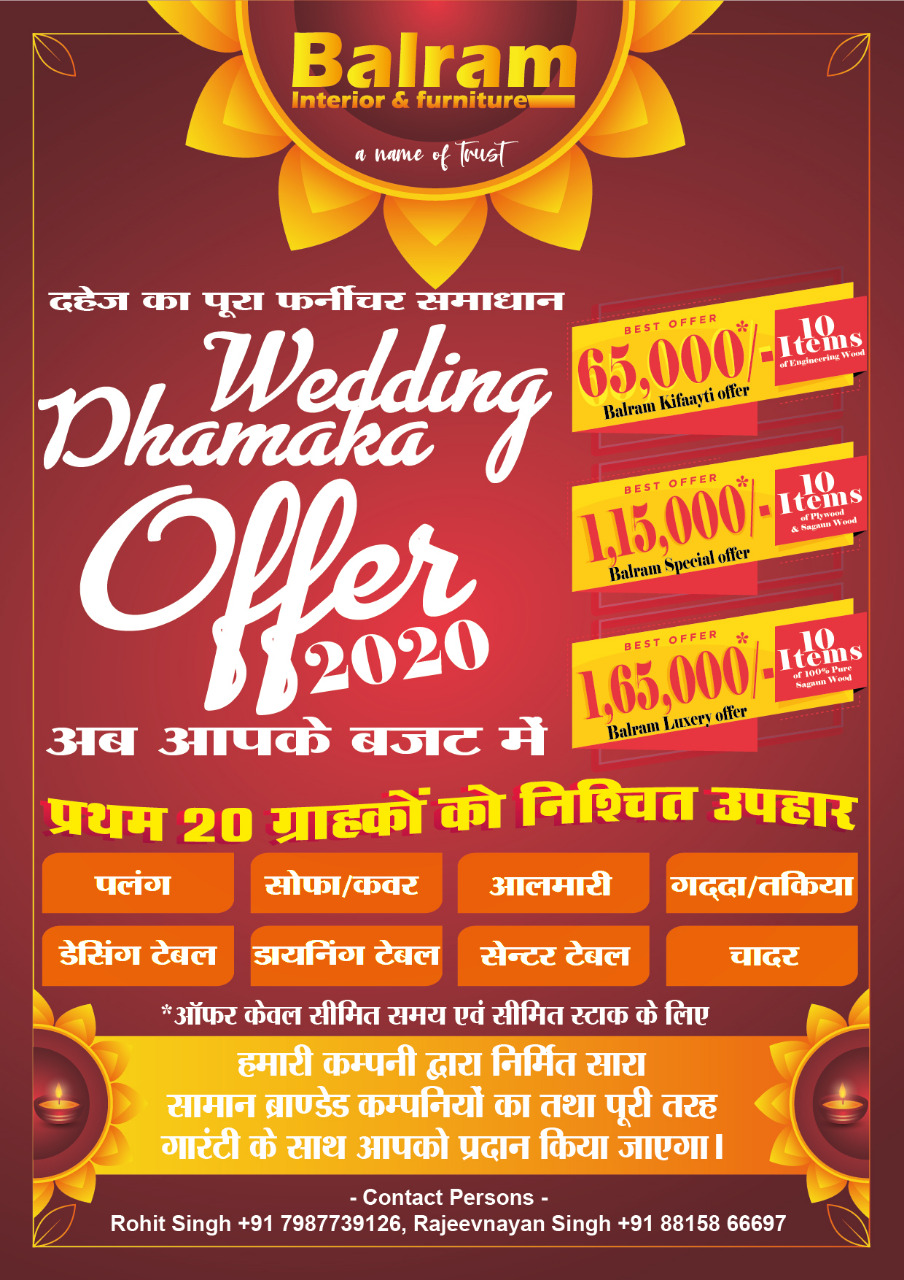 Balram
Interior & furniture
a name of trust
दहेज का पूरा फर्नीचर समाधान
Wedding
Dhamaka
Offer
2020
अब आपके बजट में
BEST OFFER
65,000*/-
Balram Kifaayti offer
10
Items
of Engineering Wood
BEST OFFER
1,15,000*/-
Balram Special offer
10
Items
of Plywood
& Sagaun Wood
BEST OFFER
1,65,000*/-
Balram Luxery offer
10
Items
of 100% Pure
Sagaun Wood
प्रथम 20 ग्राहकों को निश्चित उपहार
पलंग सोफा/कवर आलमारी गद्दा/तकिया
डेसिंग टेबल डायनिंग टेबल सेन्टर टेबल चादर
*ऑफर केवल सीमित समय एवं सीमित स्टाक के लिए
हमारी कम्पनी द्वारा निर्मित सारा
सामान ब्राण्डेड कम्पनियों का तथा पूरी तरह
गारंटी के साथ आपको प्रदान किया जाएगा।
- Contact Persons -
Rohit Singh +91 7987739126, Rajeevnayan Singh +91 88158 66697